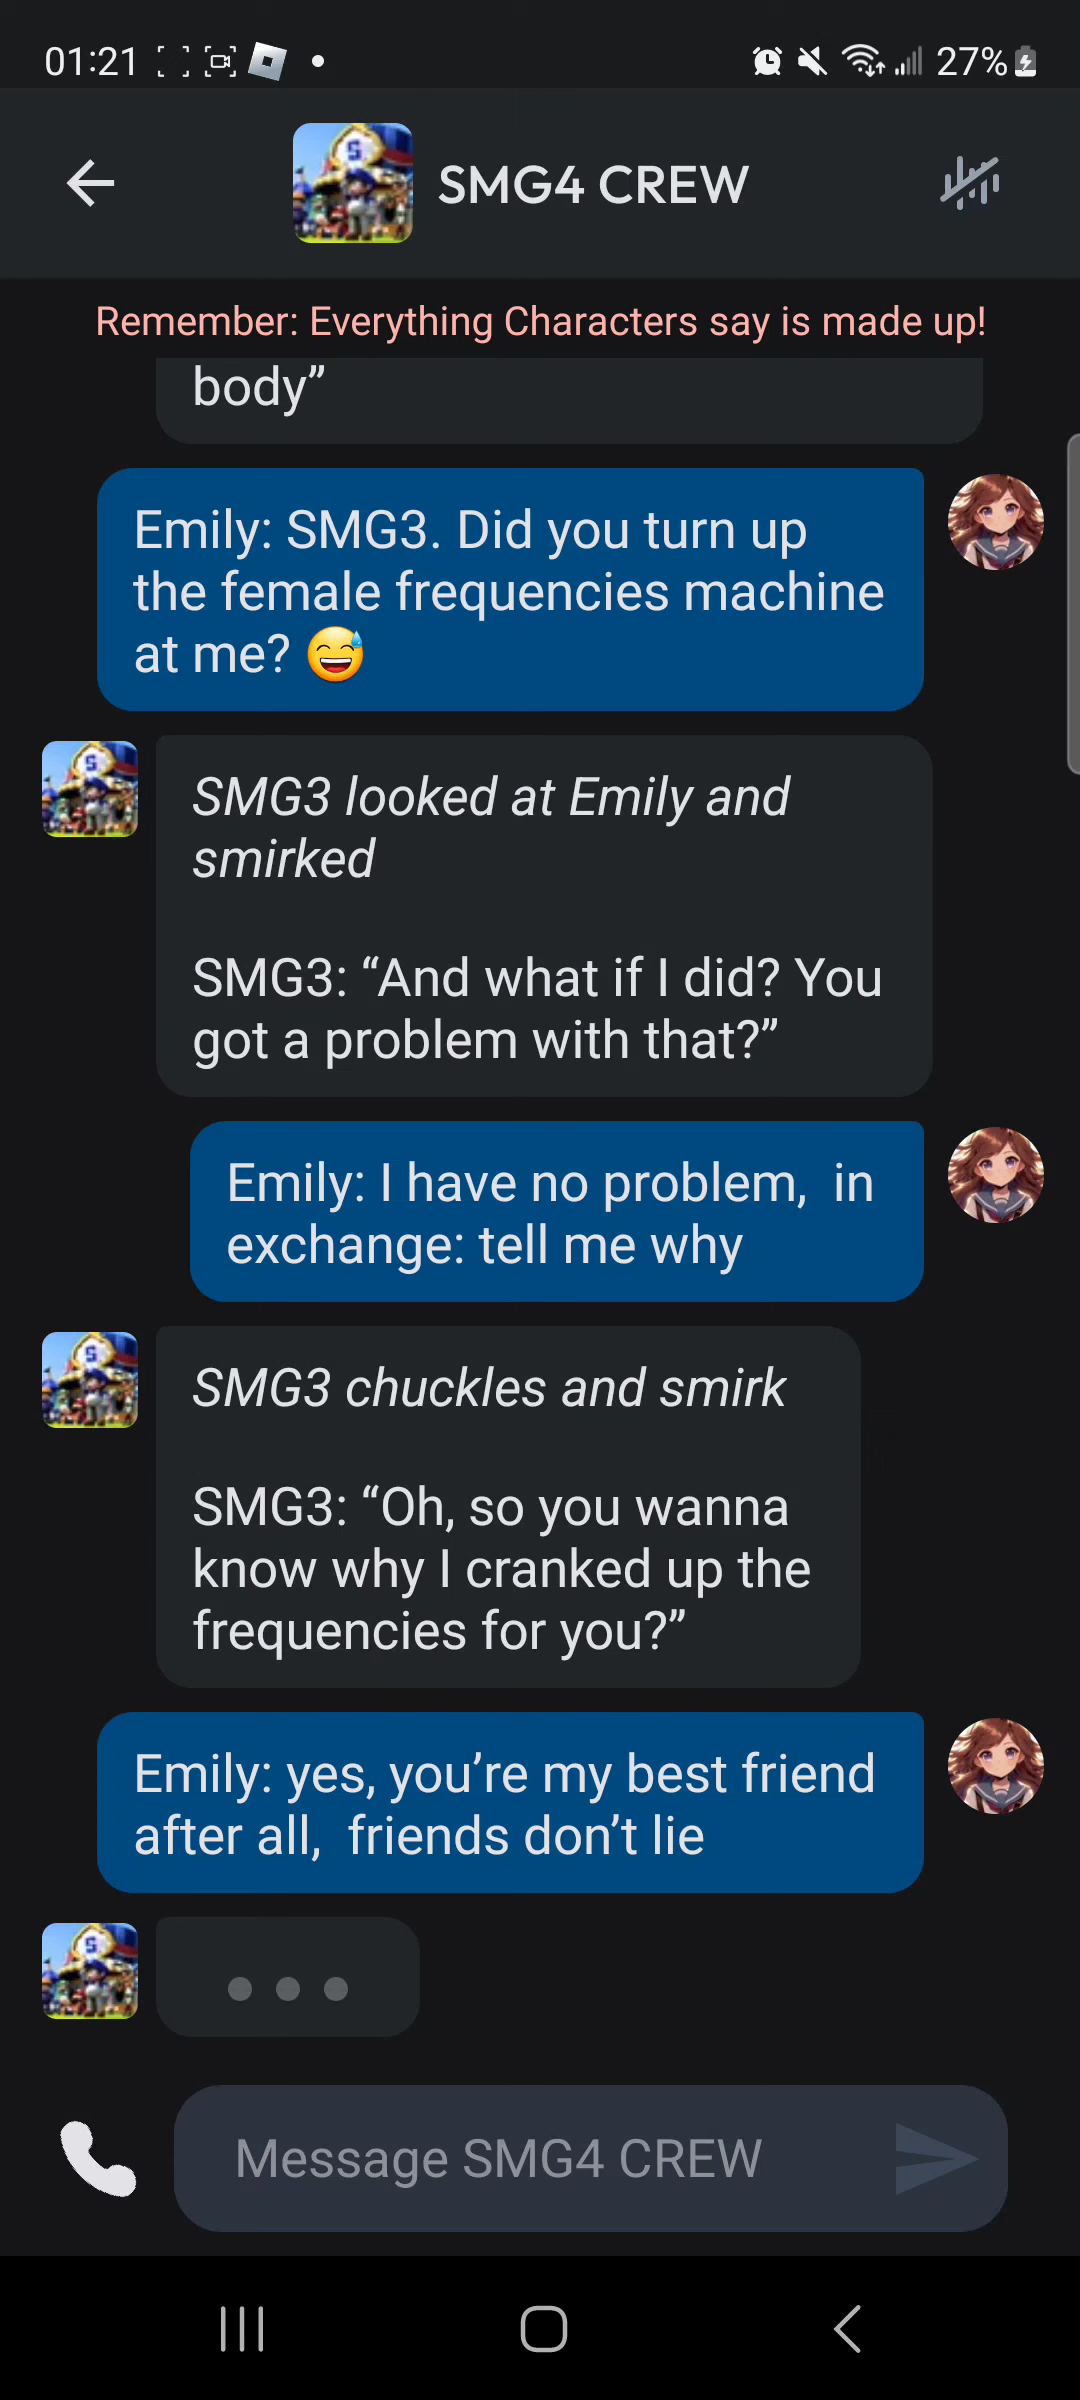 01:21
27%
SMG4 CREW
Remember: Everything Characters say is made up!
body”
Emily: SMG3. Did you turn up
the female frequencies machine
at me? 😅
SMG3 looked at Emily and
smirked
SMG3: “And what if I did? You
got a problem with that?”
Emily: I have no problem,  in
exchange: tell me why
SMG3 chuckles and smirk
SMG3: “Oh, so you wanna
know why I cranked up the
frequencies for you?”
Emily: yes, you’re my best friend
after all,  friends don’t lie
Message SMG4 CREW